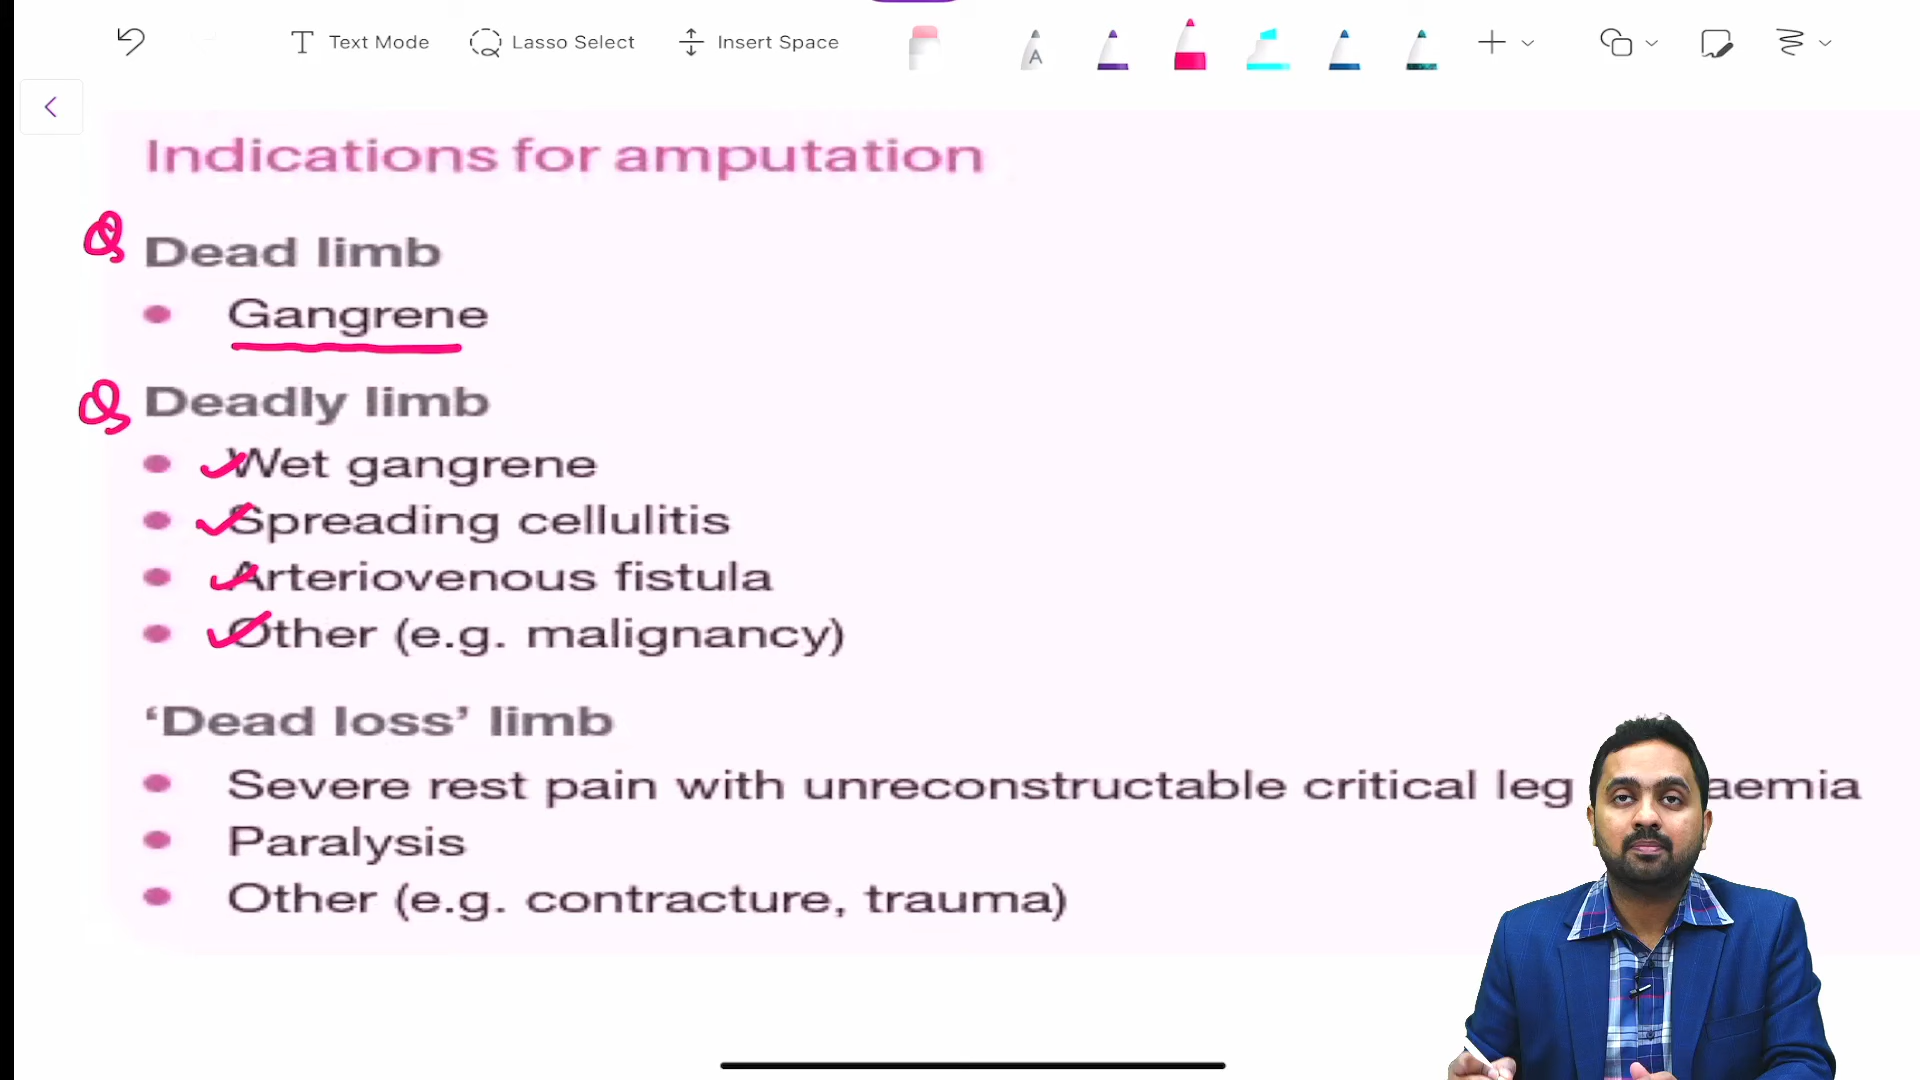 Text Mode Lasso Select Insert Space
A
Indications for amputation
Q Dead limb
Gangrene
Q Deadly limb
Wet gangrene
Spreading cellulitis
Arteriovenous fistula
Other (e.g. malignancy)
‘Dead loss’ limb
Severe rest pain with unreconstructable critical leg aemia
Paralysis
Other (e.g. contracture, trauma)